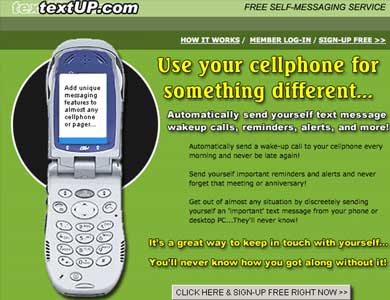 textextUP.com
FREE SELF-MESSAGING SERVICE
HOW IT WORKS / MEMBER LOG-IN / SIGN-UP FREE >>
Use your cellphone for
something different...
Automatically send yourself text message
wakeup calls, reminders, alerts, and more!
Add unique
messaging
features to
almost any
cellphone
or pager...
Automatically send a wake-up call to your cellphone every
morning and never be late again!
Send yourself important reminders and alerts and never
forget that meeting or anniversary!
Get out of almost any situation by discreetely sending
yourself an 'important' text message from your phone or
desktop PC...They'll never know!
It's a great way to keep in touch with yourself...
You'll never know how you got along without it!
CLICK HERE & SIGN-UP FREE RIGHT NOW >>